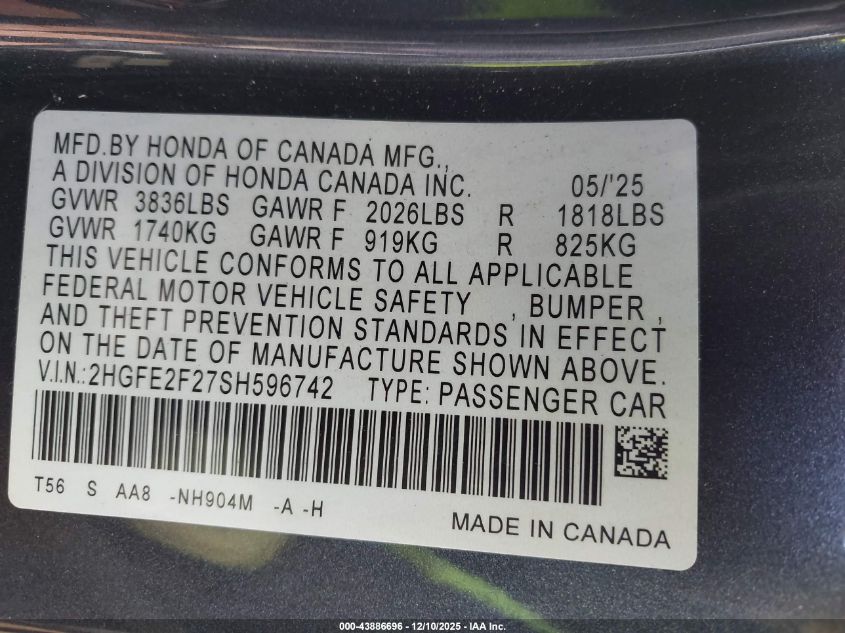 MFD.BY HONDA OF CANADA MFG.,
A DIVISION OF HONDA CANADA INC. 05/'25
GVWR 3836LBS GAWR F 2026LBS R 1818LBS
GVWR 1740KG GAWR F 919KG R 825KG
THIS VEHICLE CONFORMS TO ALL APPLICABLE
FEDERAL MOTOR VEHICLE SAFETY , BUMPER ,
AND THEFT PREVENTION STANDARDS IN EFFECT
ON THE DATE OF MANUFACTURE SHOWN ABOVE.
V.I.N.:2HGFE2F27SH596742 TYPE: PASSENGER CAR
T56 S AA8 -NH904M -A -H
MADE IN CANADA
000-43886696 - 12/10/2025 - IAA Inc.